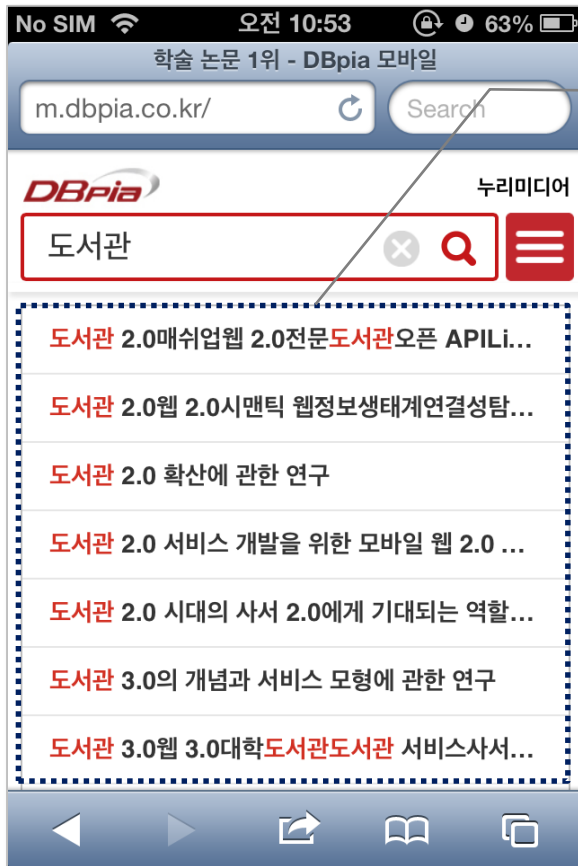 No SIM 오전 10:53 63%
학술 논문 1위 - DBpia 모바일
m.dbpia.co.kr/ Search
DBpia 누리미디어
도서관
도서관 2.0매쉬업웹 2.0전문도서관오픈 APILi...
도서관 2.0웹 2.0시맨틱 웹정보생태계연결성탐...
도서관 2.0 확산에 관한 연구
도서관 2.0 서비스 개발을 위한 모바일 웹 2.0 ...
도서관 2.0 시대의 사서 2.0에게 기대되는 역할...
도서관 3.0의 개념과 서비스 모형에 관한 연구
도서관 3.0웹 3.0대학도서관도서관 서비스사서...